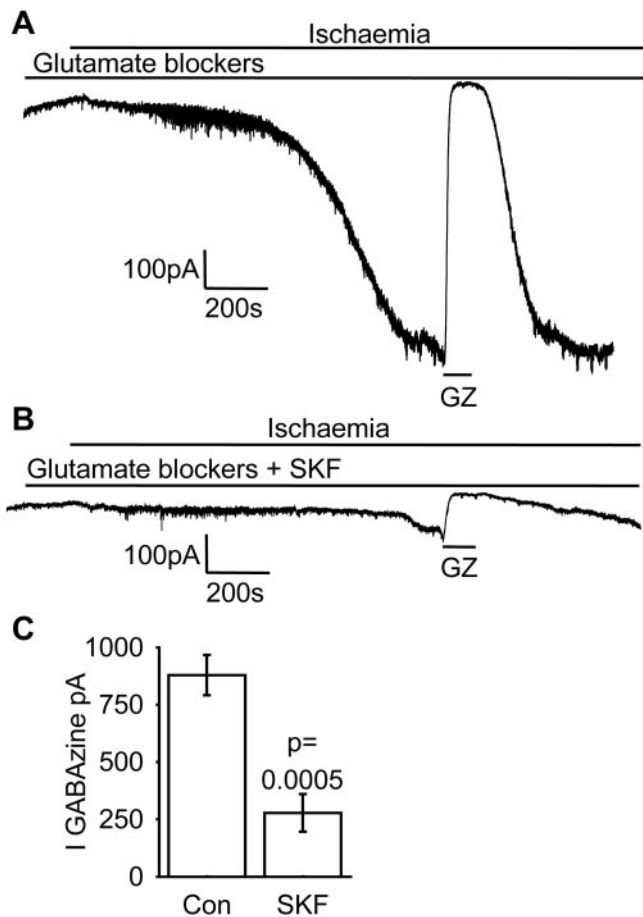 A
Ischaemia
Glutamate blockers
100pA
200s
GZ
B
Ischaemia
Glutamate blockers + SKF
100pA
200s
GZ
C
I GABAzine pA
1000
750
500
250
0
p=
0.0005
Con SKF